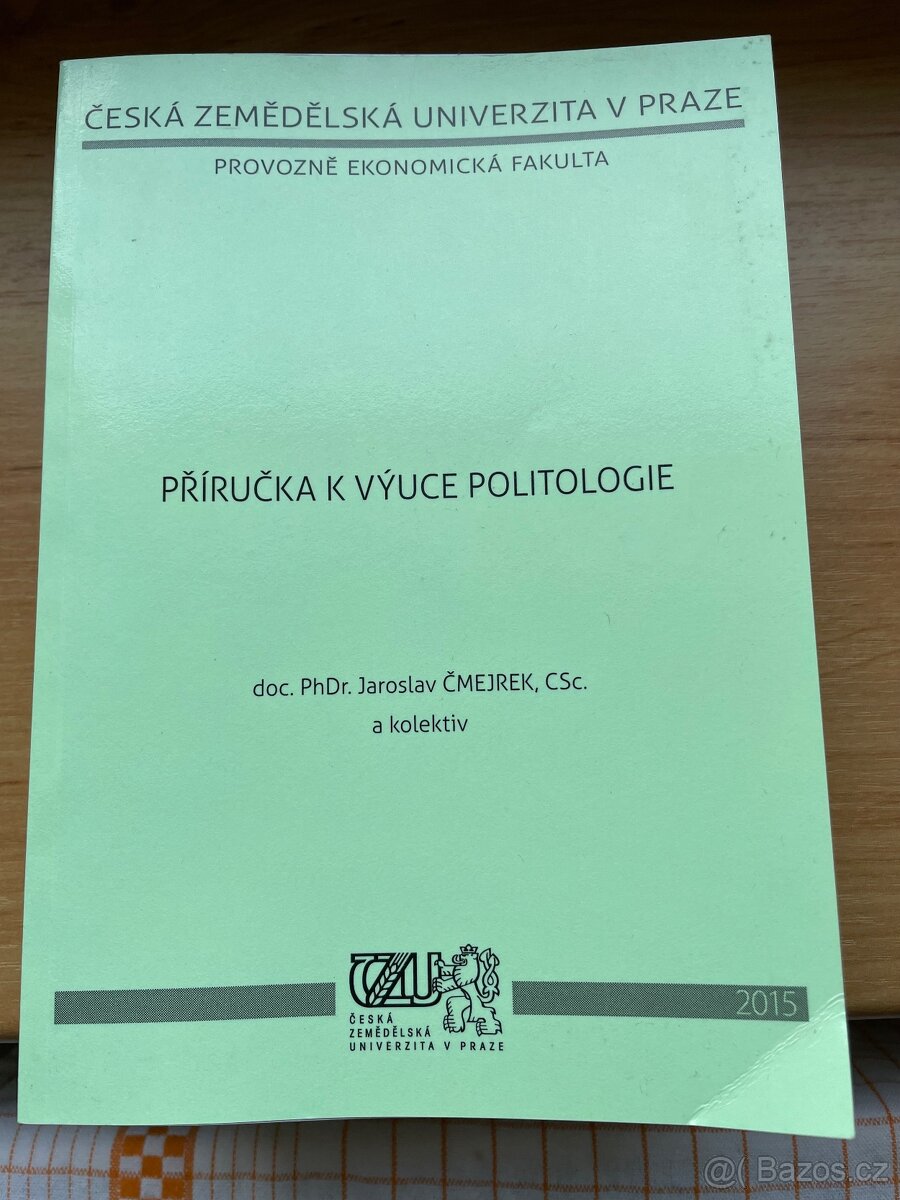 ČESKÁ ZEMĚDĚLSKÁ UNIVERZITA V PRAZE
PROVOZNĚ EKONOMICKÁ FAKULTA
PŘÍRUČKA K VÝUCE POLITOLOGIE
doc. PhDr. Jaroslav ČMEJREK, CSc.
a kolektiv
ČZU
ČESKÁ
ZEMĚDĚLSKÁ
UNIVERZITA V PRAZE
2015
@( Bazos.cz